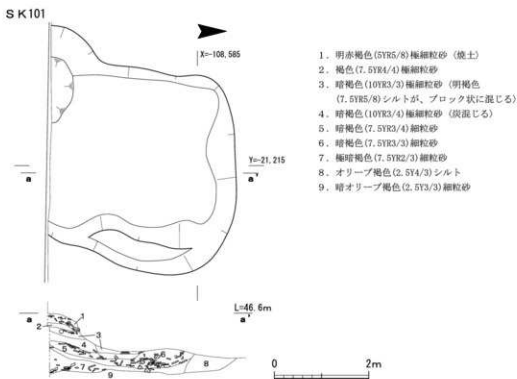 SK101
X=-108,585
Y=-21,215
a
a'
L=46.6m
a
a'
1
2
3
4
5
6
7
8
9
0
2m
1. 明赤褐色(5YR5/8)極細粒砂（焼土）
2. 褐色(7.5YR4/4)極細粒砂
3. 暗褐色(10YR3/3)極細粒砂（明褐色
(7.5YR5/8)シルトが、ブロック状に混じる）
4. 暗褐色(10YR3/4)極細粒砂（炭混じる）
5. 暗褐色(7.5YR3/4)細粒砂
6. 暗褐色(7.5YR3/3)細粒砂
7. 極暗褐色(7.5YR2/3)細粒砂
8. オリーブ褐色(2.5Y4/3)シルト
9. 暗オリーブ褐色(2.5Y3/3)細粒砂